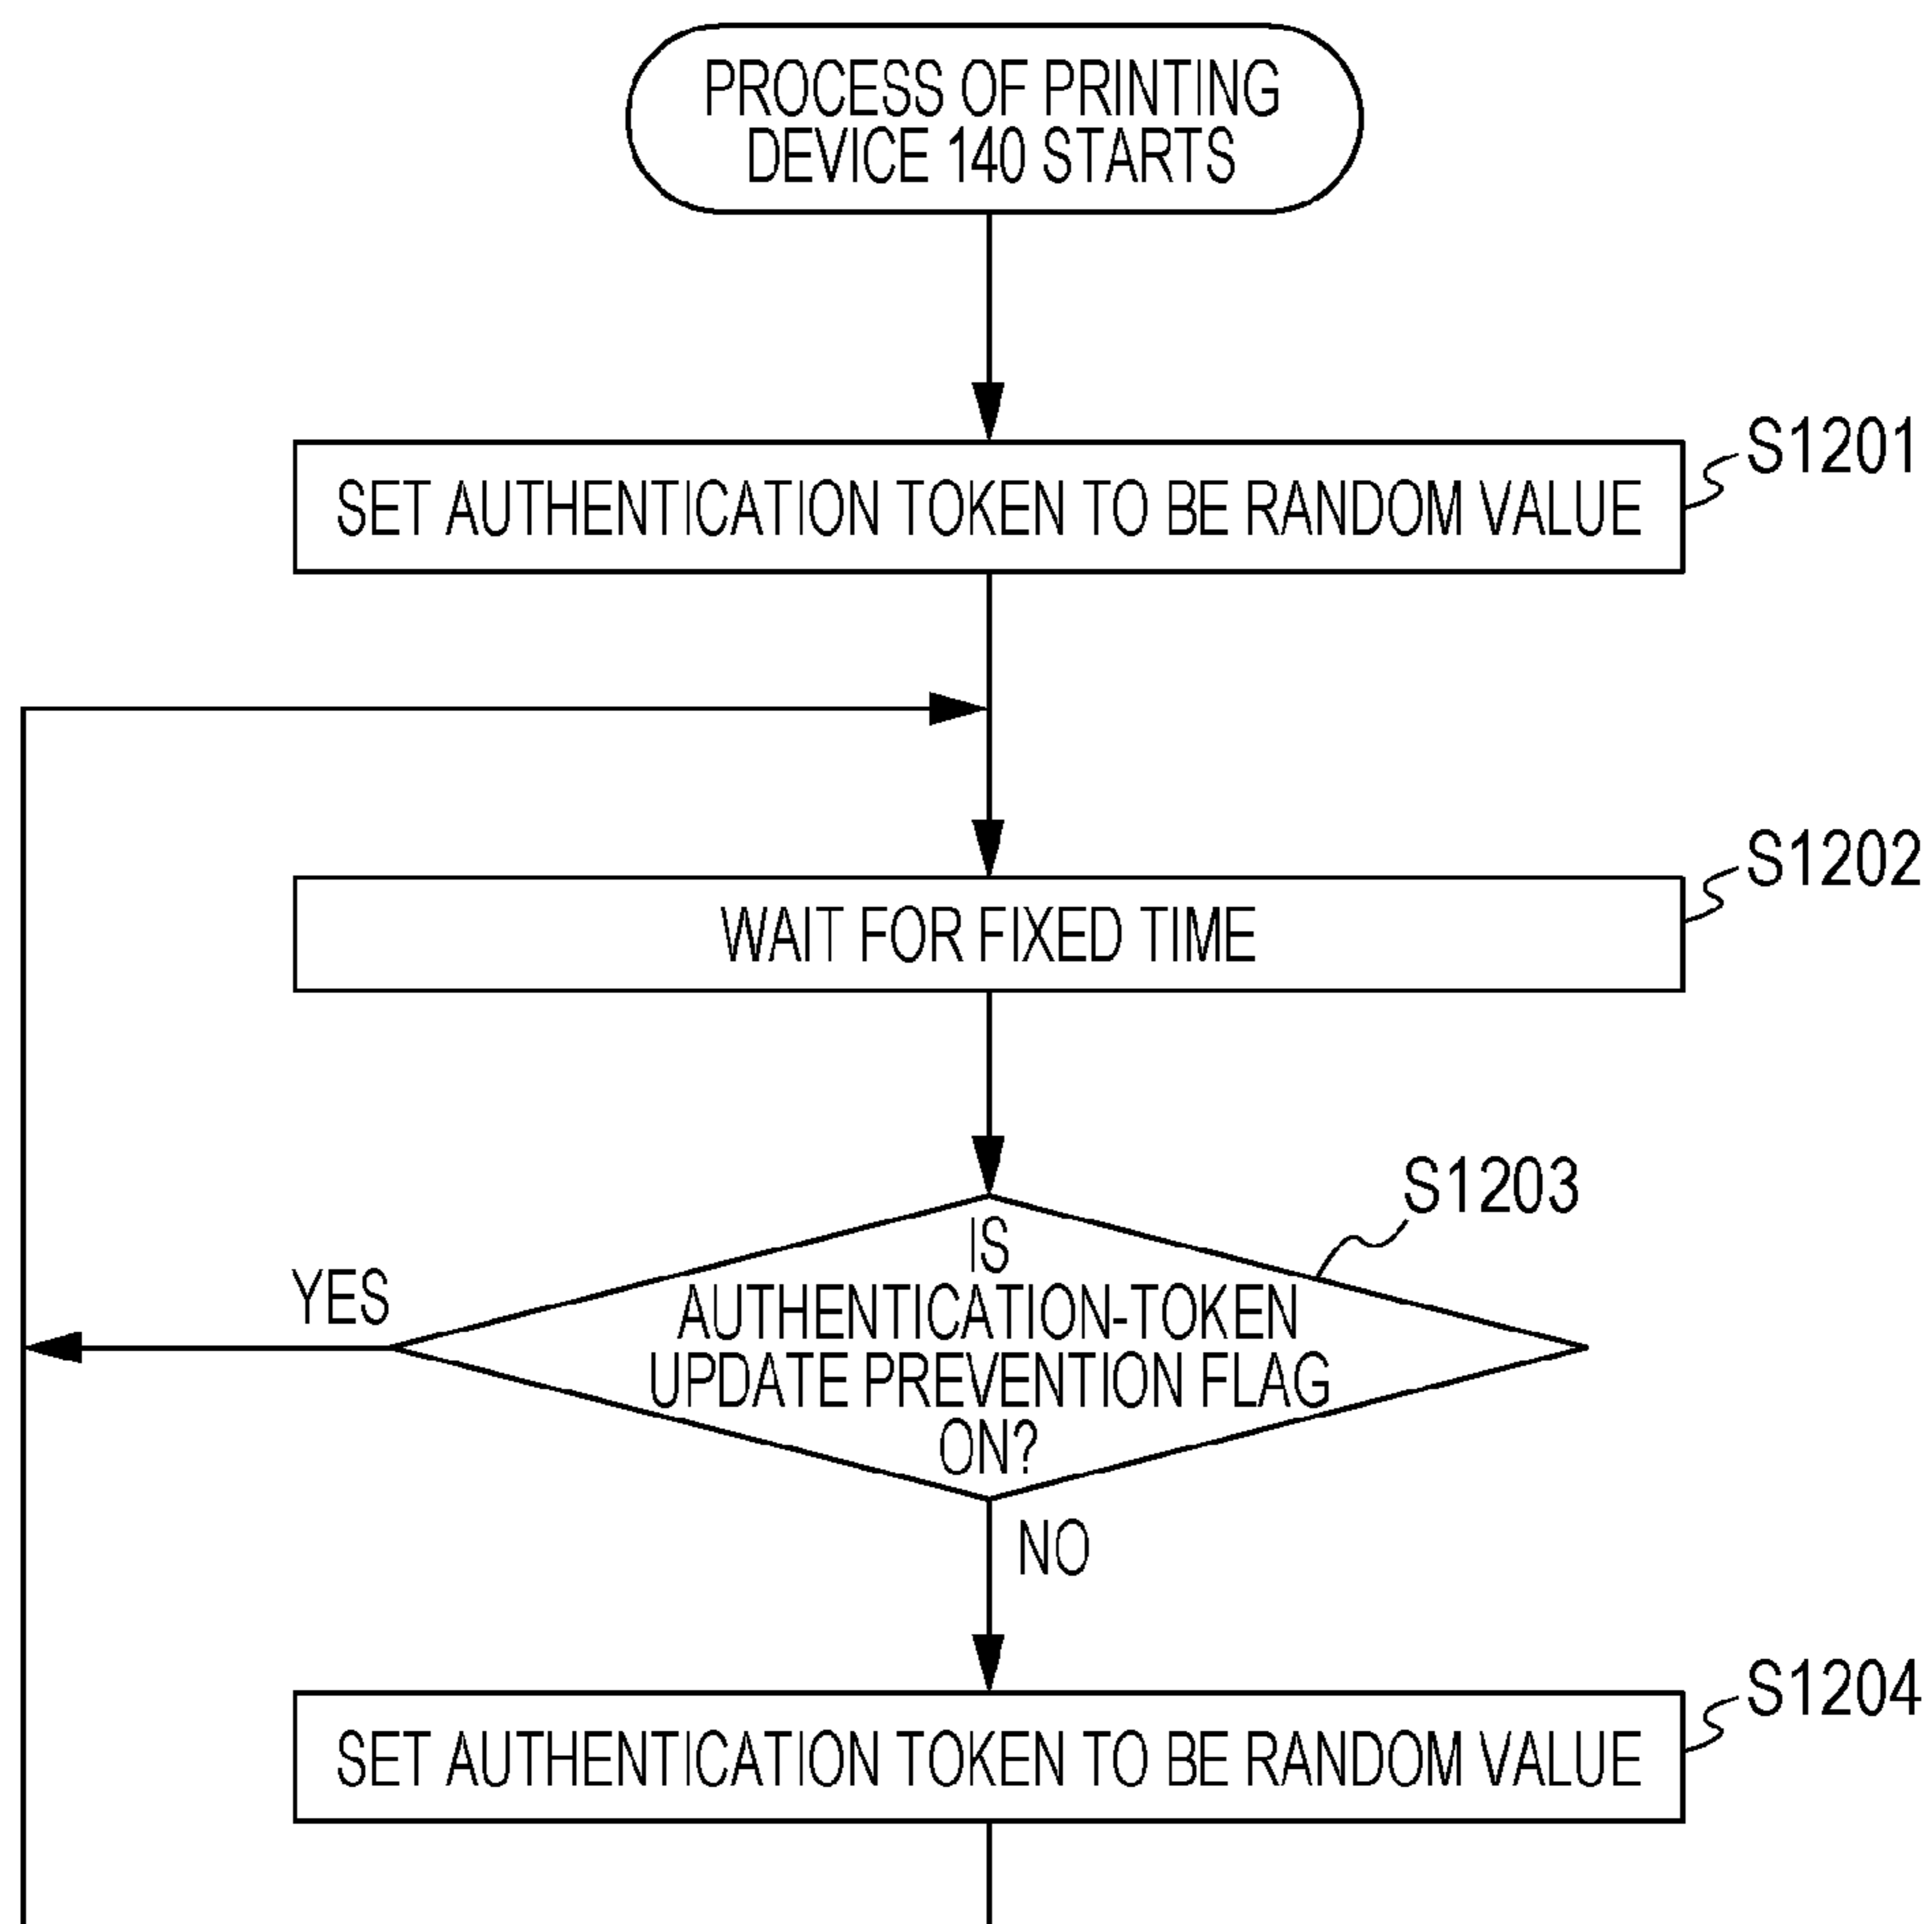 PROCESS OF PRINTING
DEVICE 140 STARTS
S1201
SET AUTHENTICATION TOKEN TO BE RANDOM VALUE
S1202
WAIT FOR FIXED TIME
S1203
IS
YES
AUTHENTICATION-TOKEN
UPDATE PREVENTION FLAG
ON?
NO
S1204
SET AUTHENTICATION TOKEN TO BE RANDOM VALUE